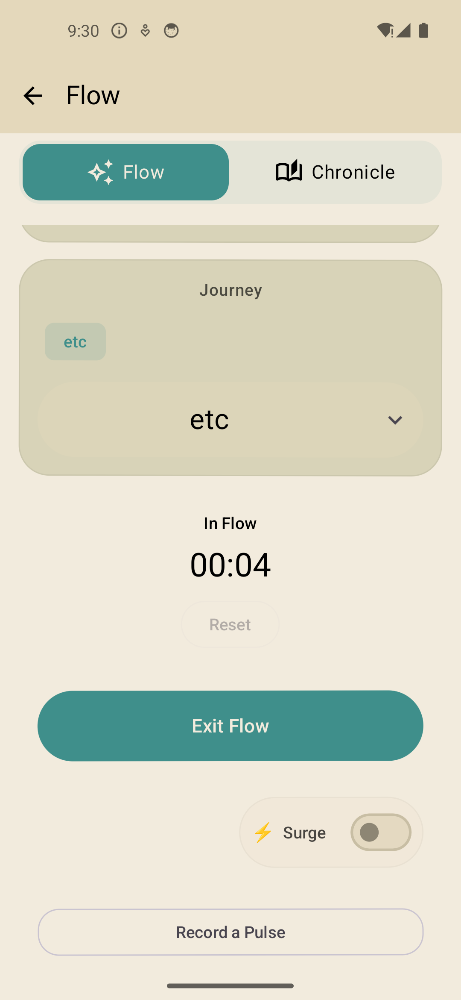 9:30
Flow
Flow
Chronicle
Journey
etc
etc
In Flow
00:04
Reset
Exit Flow
⚡ Surge
Record a Pulse